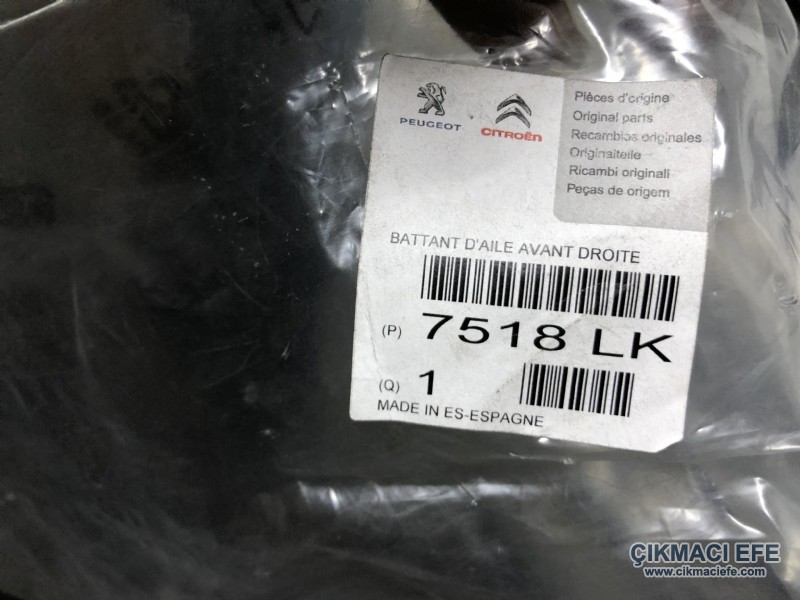 PEUGEOT
CITROËN
Pièces d'origine
Original parts
Recambios originales
Originalteile
Ricambi originali
Peças de origem
BATTANT D'AILE AVANT DROITE
(P) 7518 LK
(Q) 1
MADE IN ES-ESPAGNE
ÇIKMACI EFE
www.cikmaciefe.com